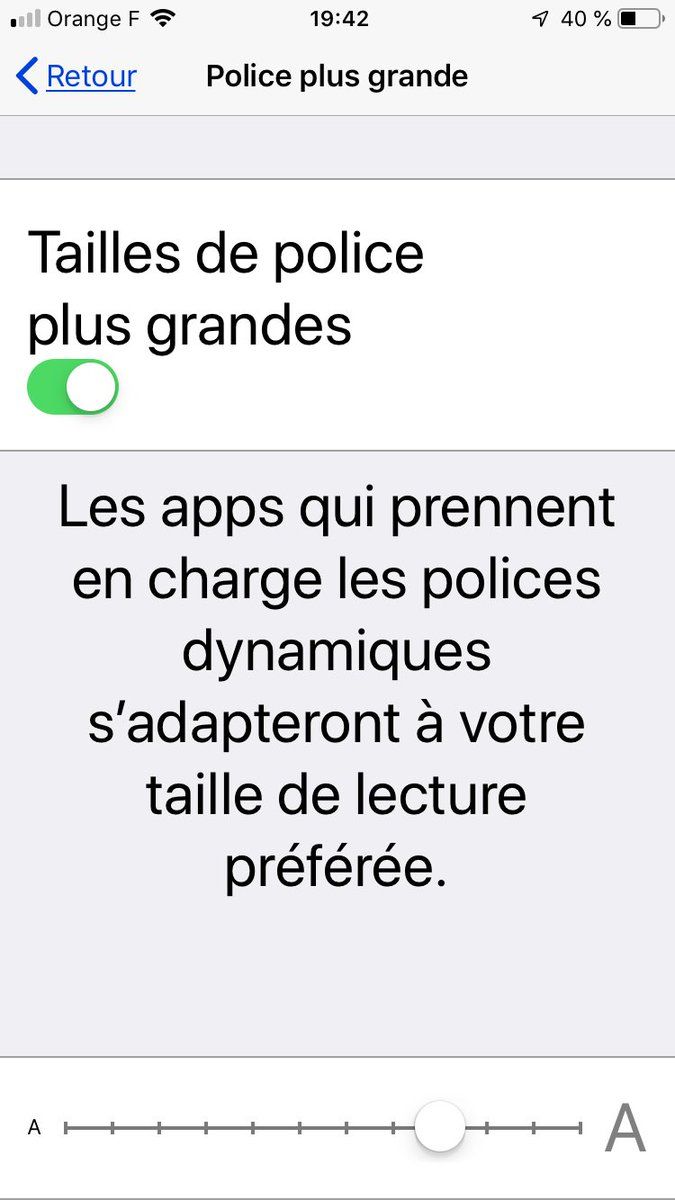 Orange F 19:42 40 %
Retour Police plus grande
Tailles de police
plus grandes
Les apps qui prennent
en charge les polices
dynamiques
s’adapteront à votre
taille de lecture
préférée.
A A